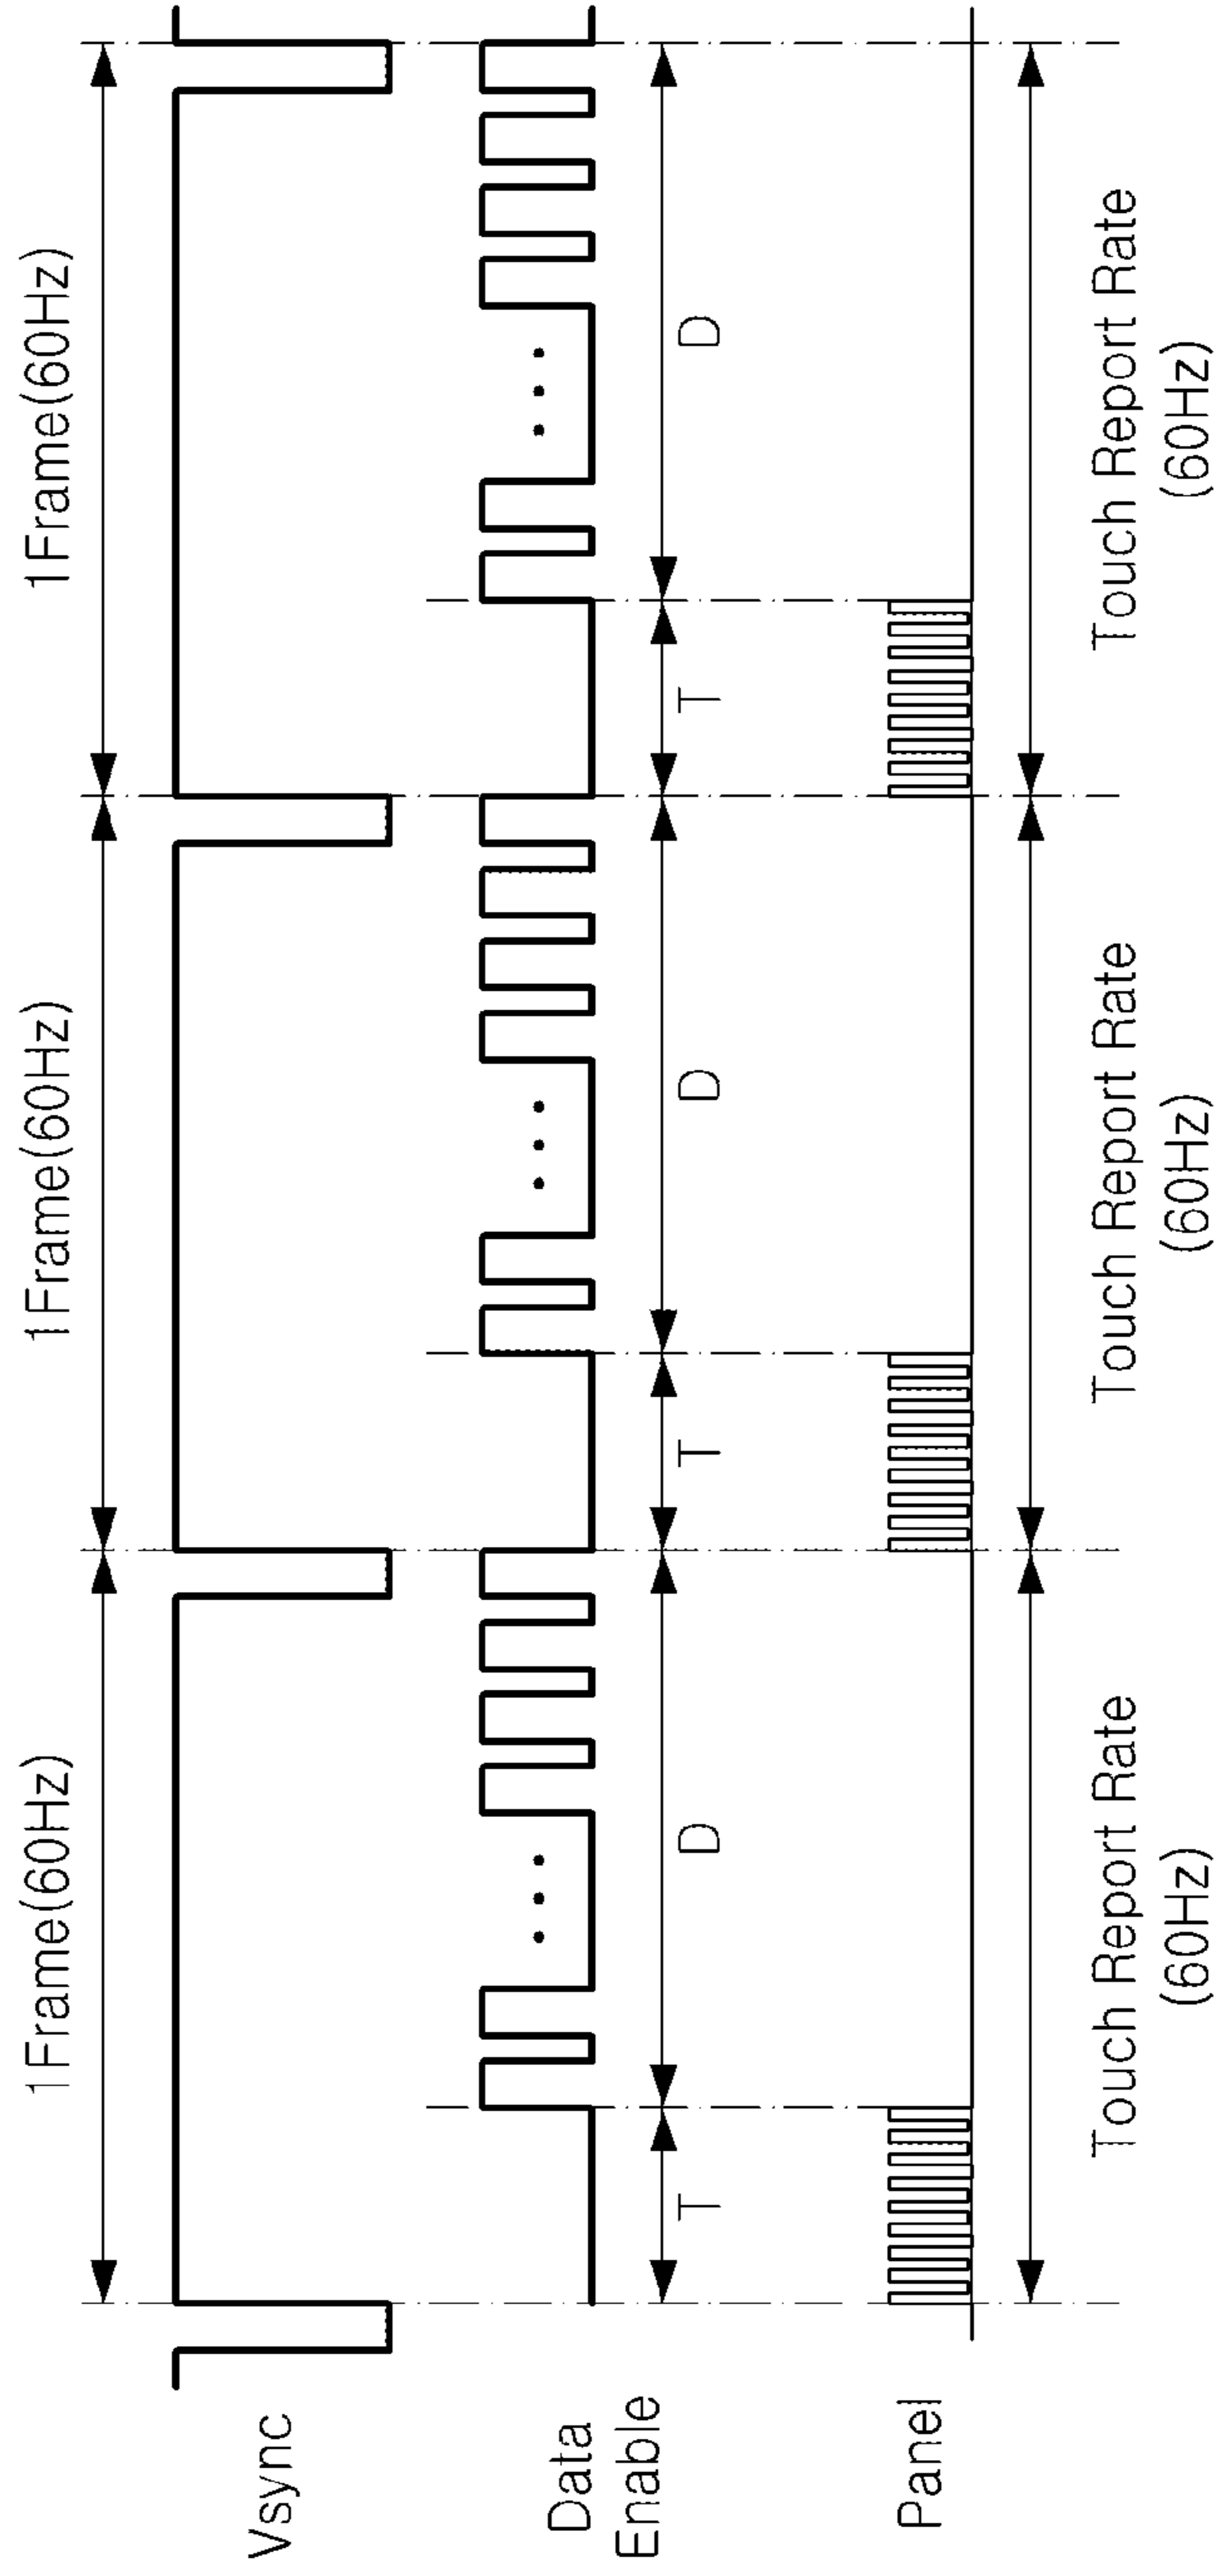 1Frame(60Hz)
1Frame(60Hz)
1Frame(60Hz)
Vsync
Data
Enable
T
D
T
D
T
D
Panel
Touch Report Rate
(60Hz)
Touch Report Rate
(60Hz)
Touch Report Rate
(60Hz)